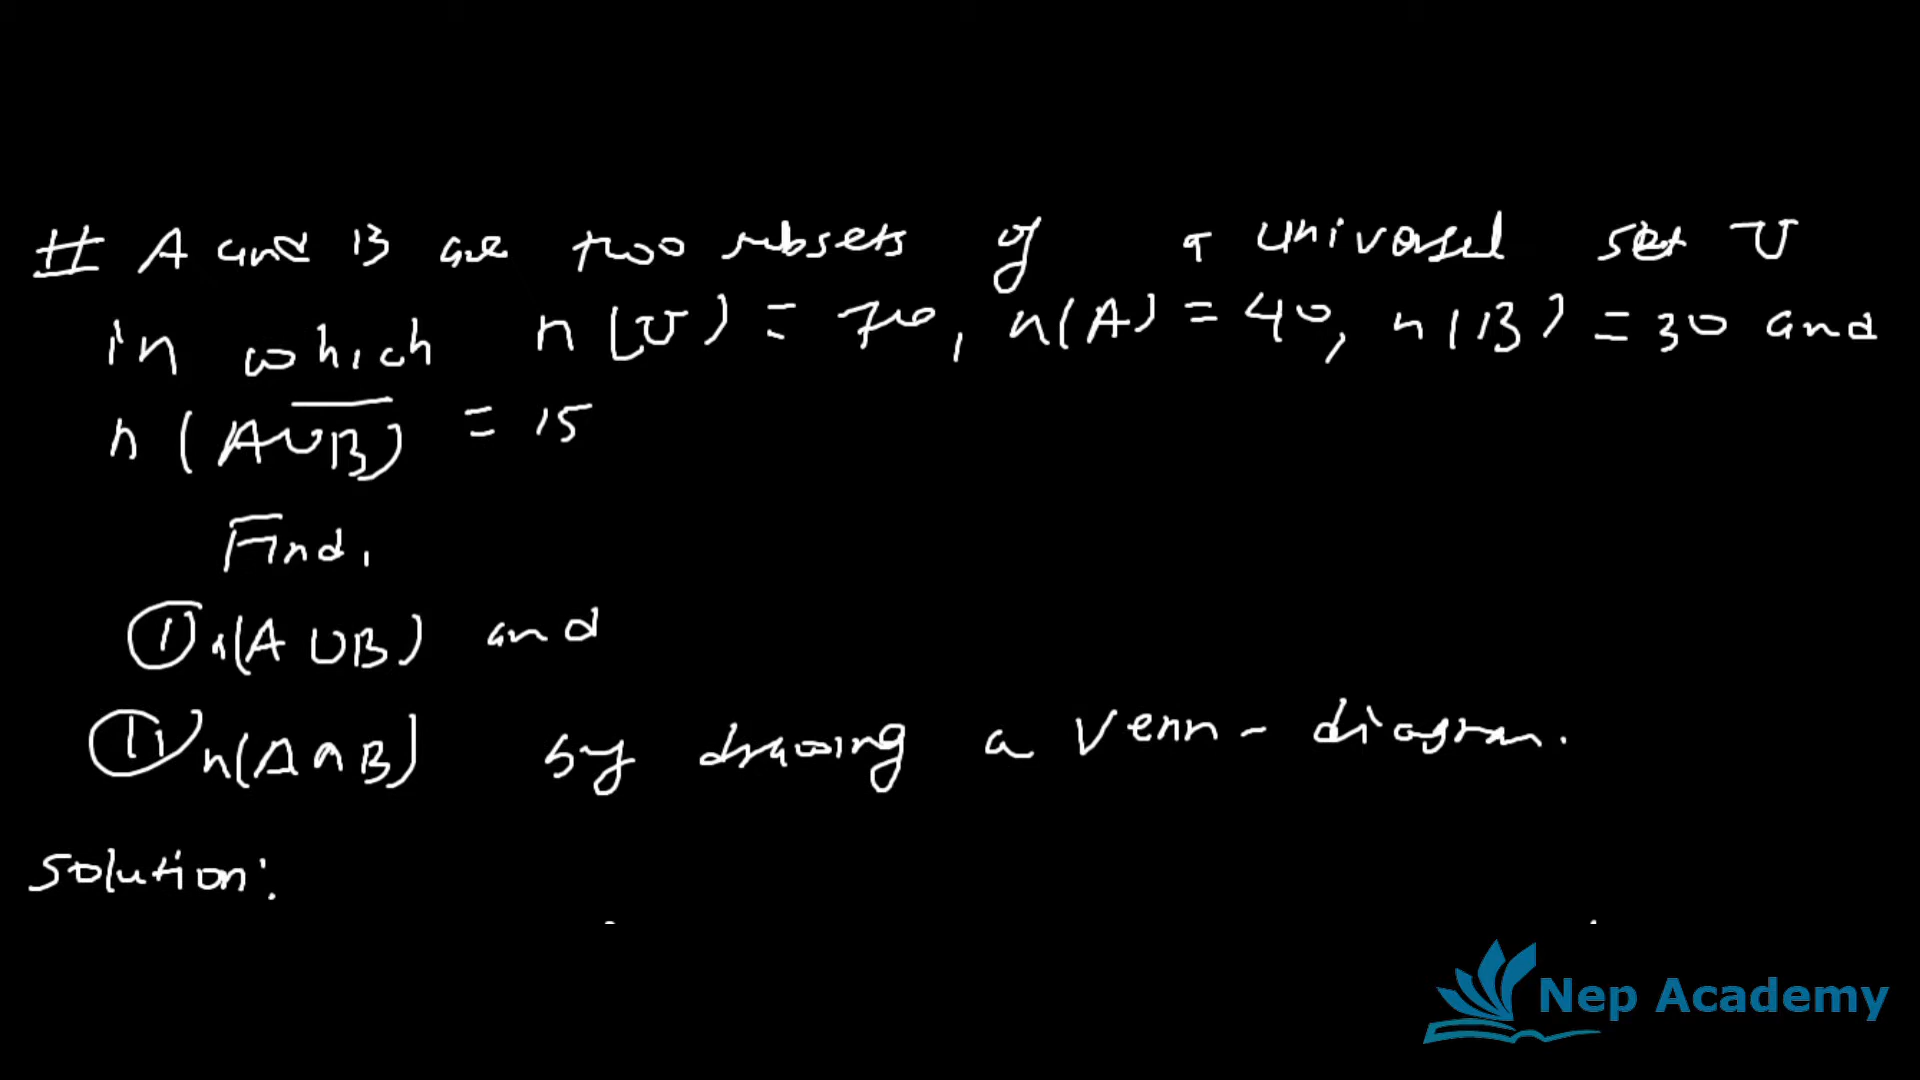 # A and B are two subsets of a universal set U
in which n(U) = 70, n(A) = 40, n(B) = 30 and
n(A̅∪̅B̅) = 15
Find,
(i) n(A∪B) and
(ii) n(A∩B) by drawing a Venn-diagram.
Solution:
Nep Academy